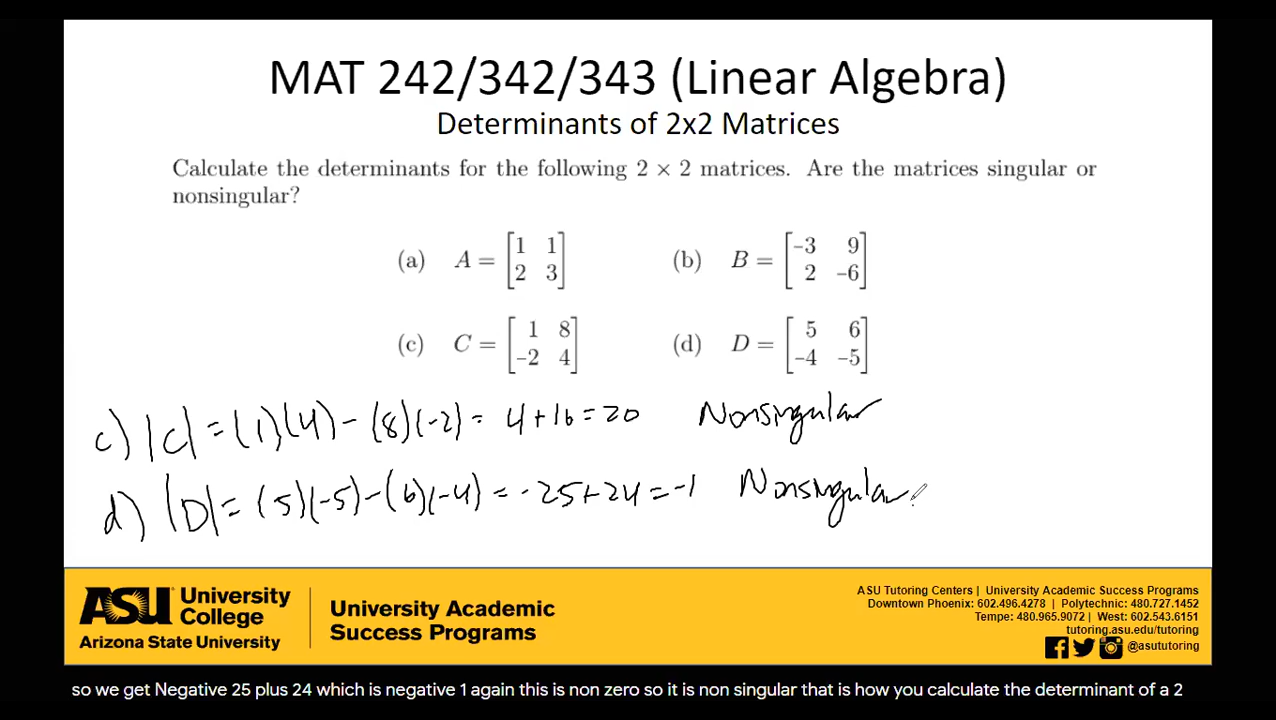 MAT 242/342/343 (Linear Algebra)
Determinants of 2x2 Matrices
Calculate the determinants for the following 2 × 2 matrices. Are the matrices singular or
nonsingular?
(a) A = [1 1
2 3]
(b) B = [−3 9
2 −6]
(c) C = [1 8
−2 4]
(d) D = [5 6
−4 −5]
c) |C| = (1)(4) - (8)(-2) = 4+16=20 Nonsingular
d) |D| = (5)(-5) - (6)(-4) = -25+24=-1 Nonsingular
ASU University College
Arizona State University
University Academic
Success Programs
ASU Tutoring Centers | University Academic Success Programs
Downtown Phoenix: 602.496.4278 | Polytechnic: 480.727.1452
Tempe: 480.965.9072 | West: 602.543.6151
tutoring.asu.edu/tutoring
@asututoring
so we get Negative 25 plus 24 which is negative 1 again this is non zero so it is non singular that is how you calculate the determinant of a 2